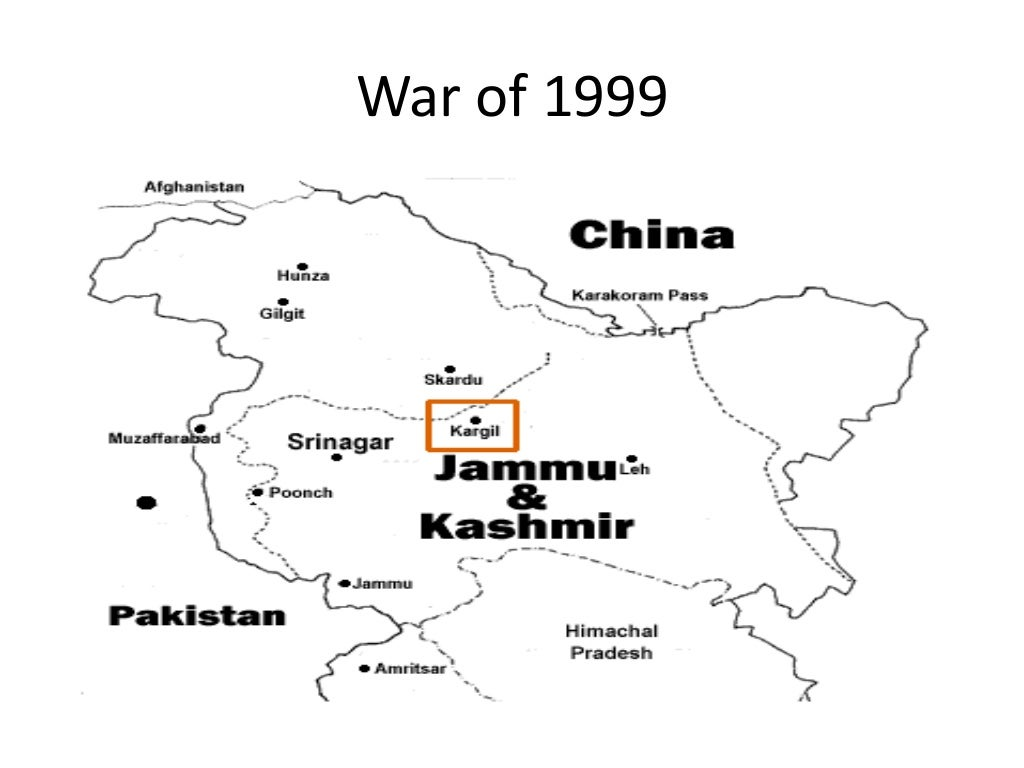 War of 1999
Afghanistan
China
Hunza
Karakoram Pass
Gilgit
Skardu
Kargil
Muzaffarabad
Srinagar
Jammu
Leh
&
Poonch
Kashmir
Jammu
Pakistan
Himachal
Pradesh
Amritsar